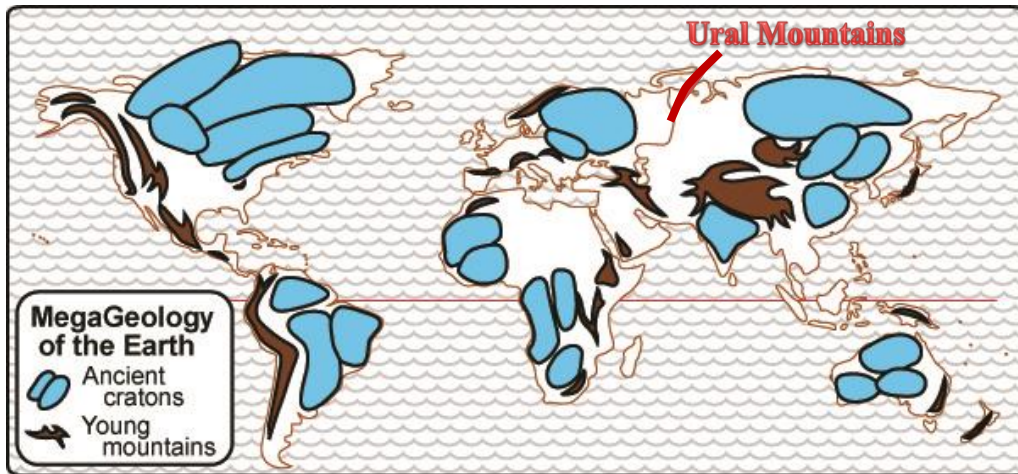 Ural Mountains
MegaGeology
of the Earth
Ancient
cratons
Young
mountains